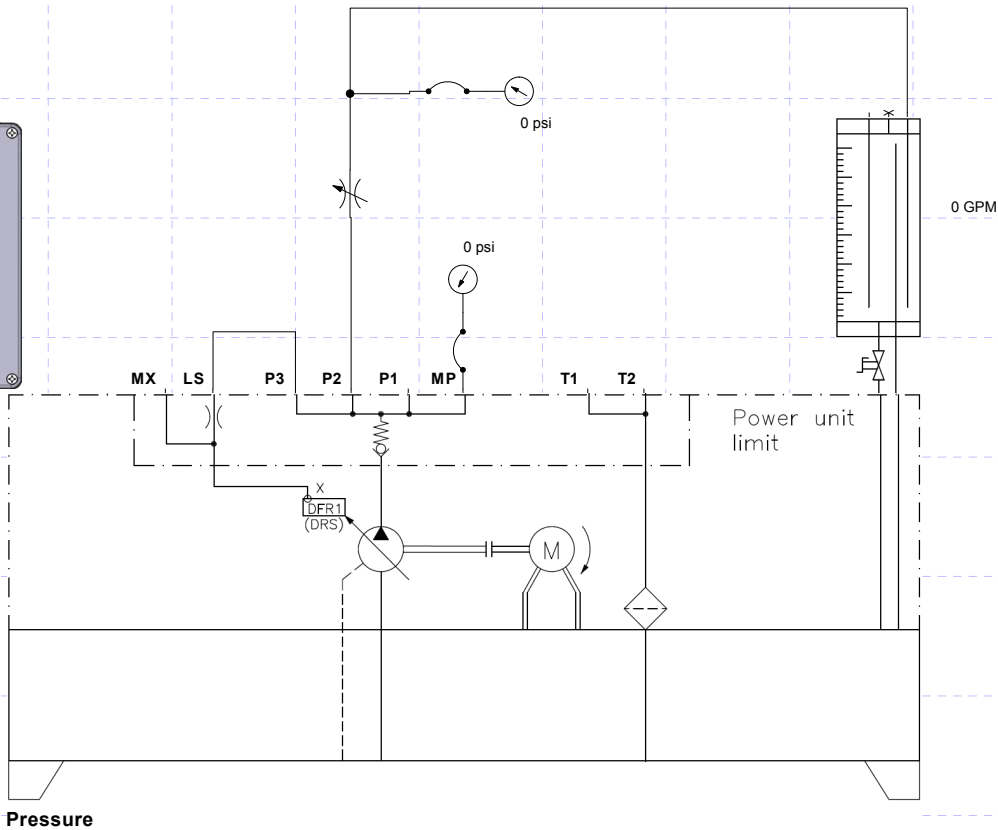 0 psi
0 GPM
0 psi
MX LS P3 P2 P1 MP T1 T2
Power unit
limit
X
DFR1
(DRS)
M
Pressure